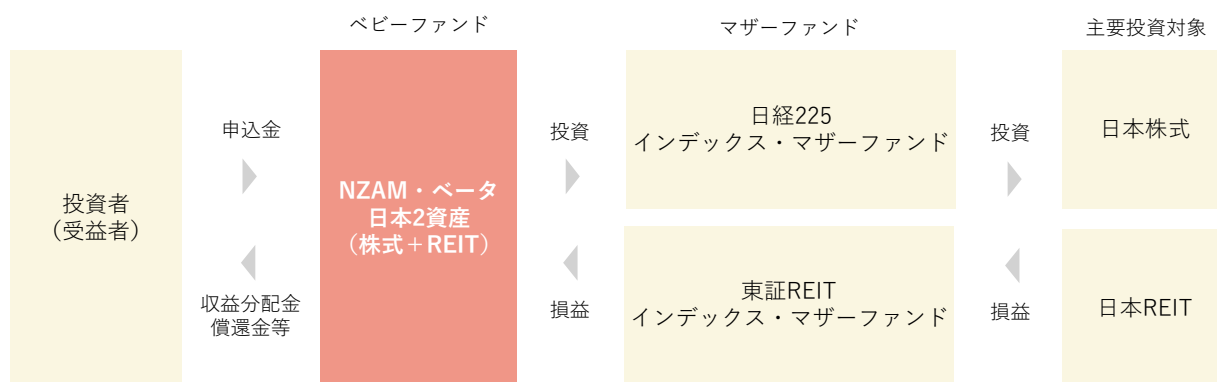 ベビーファンド
マザーファンド
主要投資対象
投資者
（受益者）
申込金
収益分配金
償還金等
NZAM・ベータ
日本2資産
（株式＋REIT）
投資
損益
日経225
インデックス・マザーファンド
東証REIT
インデックス・マザーファンド
投資
損益
日本株式
日本REIT